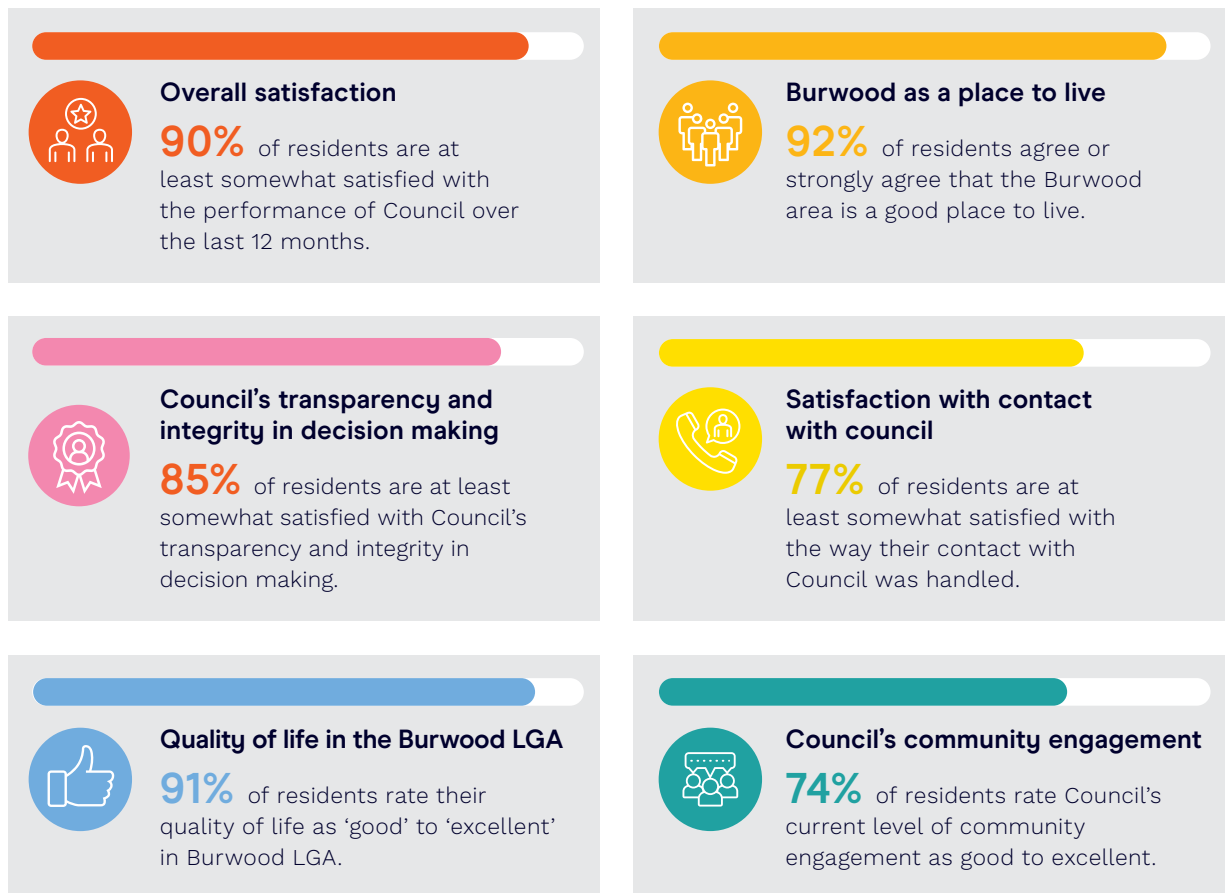 Overall satisfaction
90% of residents are at
least somewhat satisfied with
the performance of Council over
the last 12 months.
Burwood as a place to live
92% of residents agree or
strongly agree that the Burwood
area is a good place to live.
Council’s transparency and
integrity in decision making
85% of residents are at least
somewhat satisfied with Council’s
transparency and integrity in
decision making.
Satisfaction with contact
with council
77% of residents are at
least somewhat satisfied with
the way their contact with
Council was handled.
Quality of life in the Burwood LGA
91% of residents rate their
quality of life as ‘good’ to ‘excellent’
in Burwood LGA.
Council’s community engagement
74% of residents rate Council’s
current level of community
engagement as good to excellent.